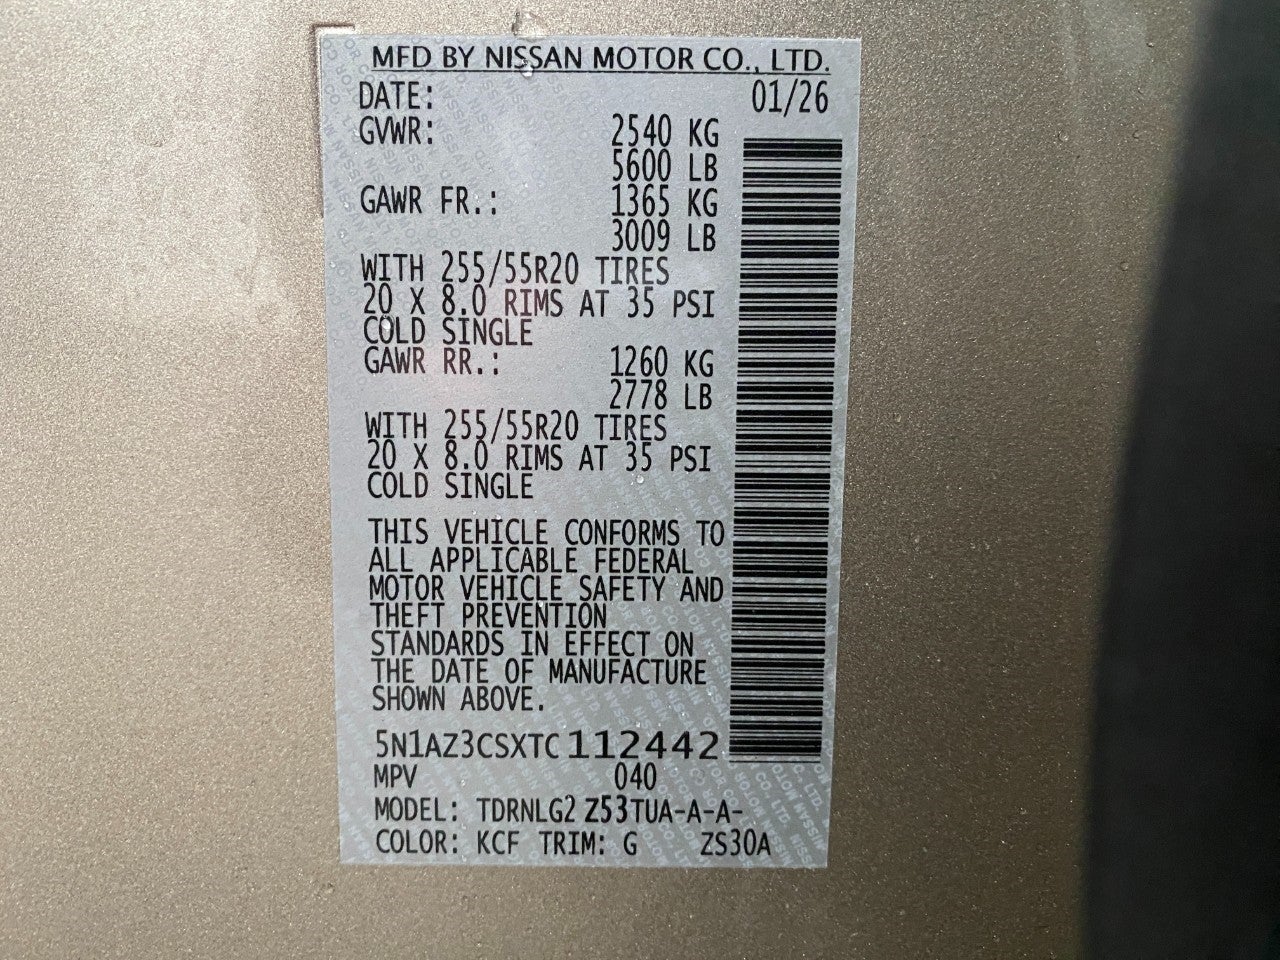 MFD BY NISSAN MOTOR CO., LTD.
DATE: 01/26
GVWR: 2540 KG
5600 LB
GAWR FR.: 1365 KG
3009 LB
WITH 255/55R20 TIRES
20 X 8.0 RIMS AT 35 PSI
COLD SINGLE
GAWR RR.: 1260 KG
2778 LB
WITH 255/55R20 TIRES
20 X 8.0 RIMS AT 35 PSI
COLD SINGLE
THIS VEHICLE CONFORMS TO
ALL APPLICABLE FEDERAL
MOTOR VEHICLE SAFETY AND
THEFT PREVENTION
STANDARDS IN EFFECT ON
THE DATE OF MANUFACTURE
SHOWN ABOVE.
5N1AZ3CSXTC112442
MPV 040
MODEL: TDRNLG2 Z53TUA-A-A-
COLOR: KCF TRIM: G ZS30A